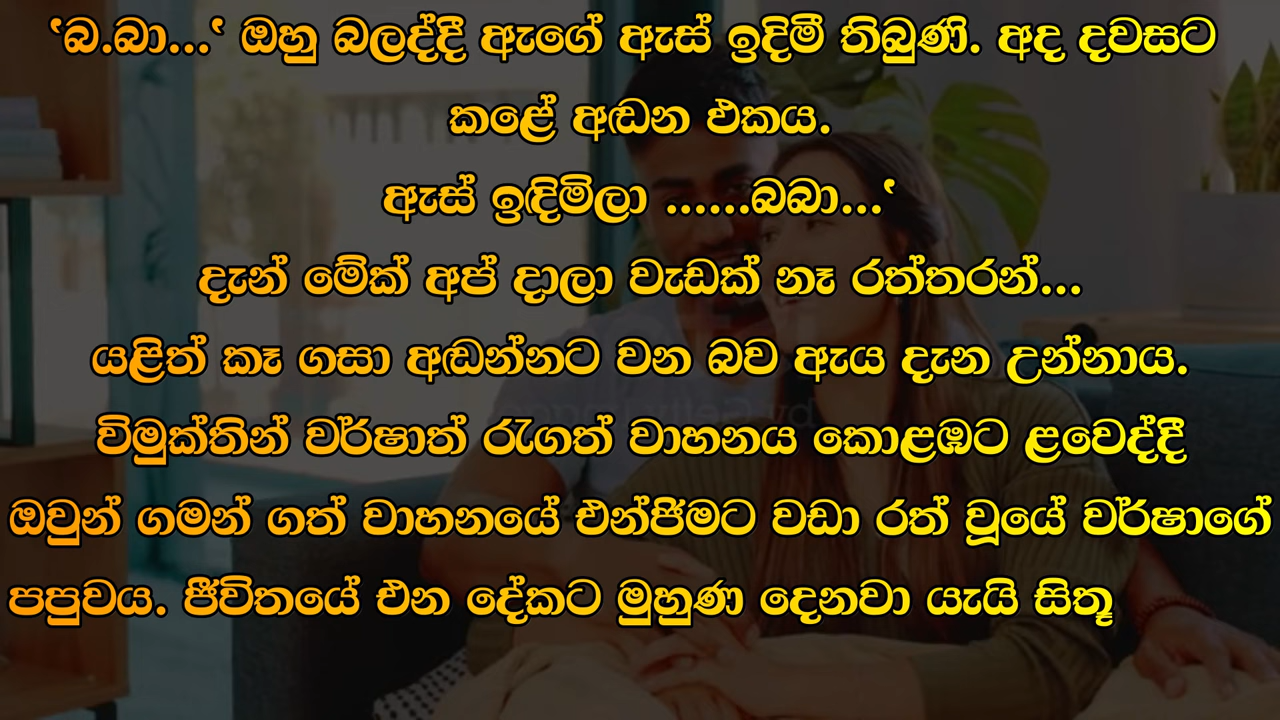 ‛බ.බා...‛ ඔහු බලද්දී ඇගේ ඇස් ඉදිමී තිබුණි. අද දවසට
කළේ අඬන එකය.
ඇස් ඉඳිමිලා ......බබා...‛
දැන් මේක් අප් දාලා වැඩක් නෑ රත්තරන්...
යළිත් කෑ ගසා අඬන්නට වන බව ඇය දැන උන්නාය.
විමුක්තින් වර්ෂාත් රැගත් වාහනය කොළඹට ළවෙද්දී
ඔවුන් ගමන් ගත් වාහනයේ එන්ජිමට වඩා රත් වූයේ වර්ෂාගේ
පපුවය. ජීවිතයේ එන දේකට මුහුණ දෙනවා යැයි සිතූ